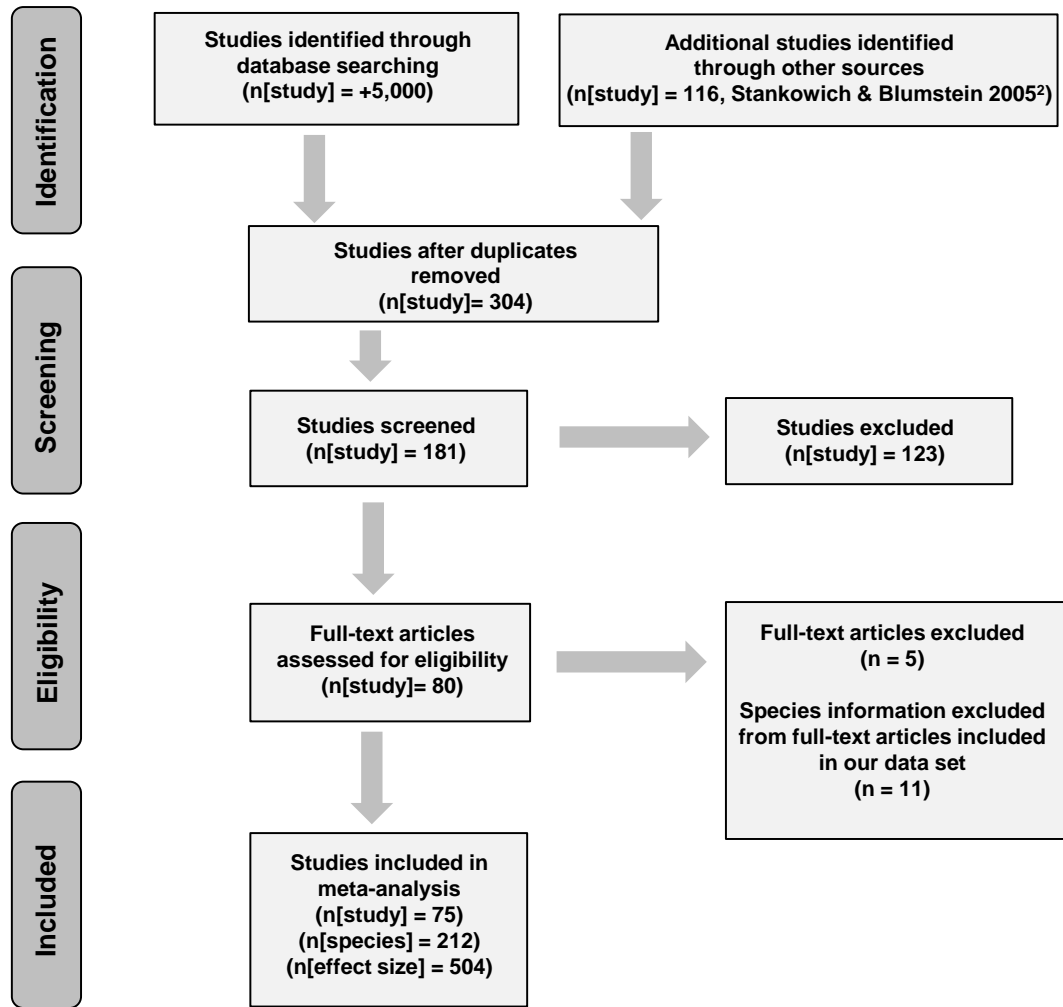 Identification
Studies identified through
database searching
(n[study] = +5,000)
Additional studies identified
through other sources
(n[study] = 116, Stankowich & Blumstein 2005²)
Studies after duplicates
removed
(n[study]= 304)
Screening
Studies screened
(n[study] = 181)
Studies excluded
(n[study] = 123)
Eligibility
Full-text articles
assessed for eligibility
(n[study]= 80)
Full-text articles excluded
(n = 5)
Species information excluded
from full-text articles included
in our data set
(n = 11)
Included
Studies included in
meta-analysis
(n[study] = 75)
(n[species] = 212)
(n[effect size] = 504)